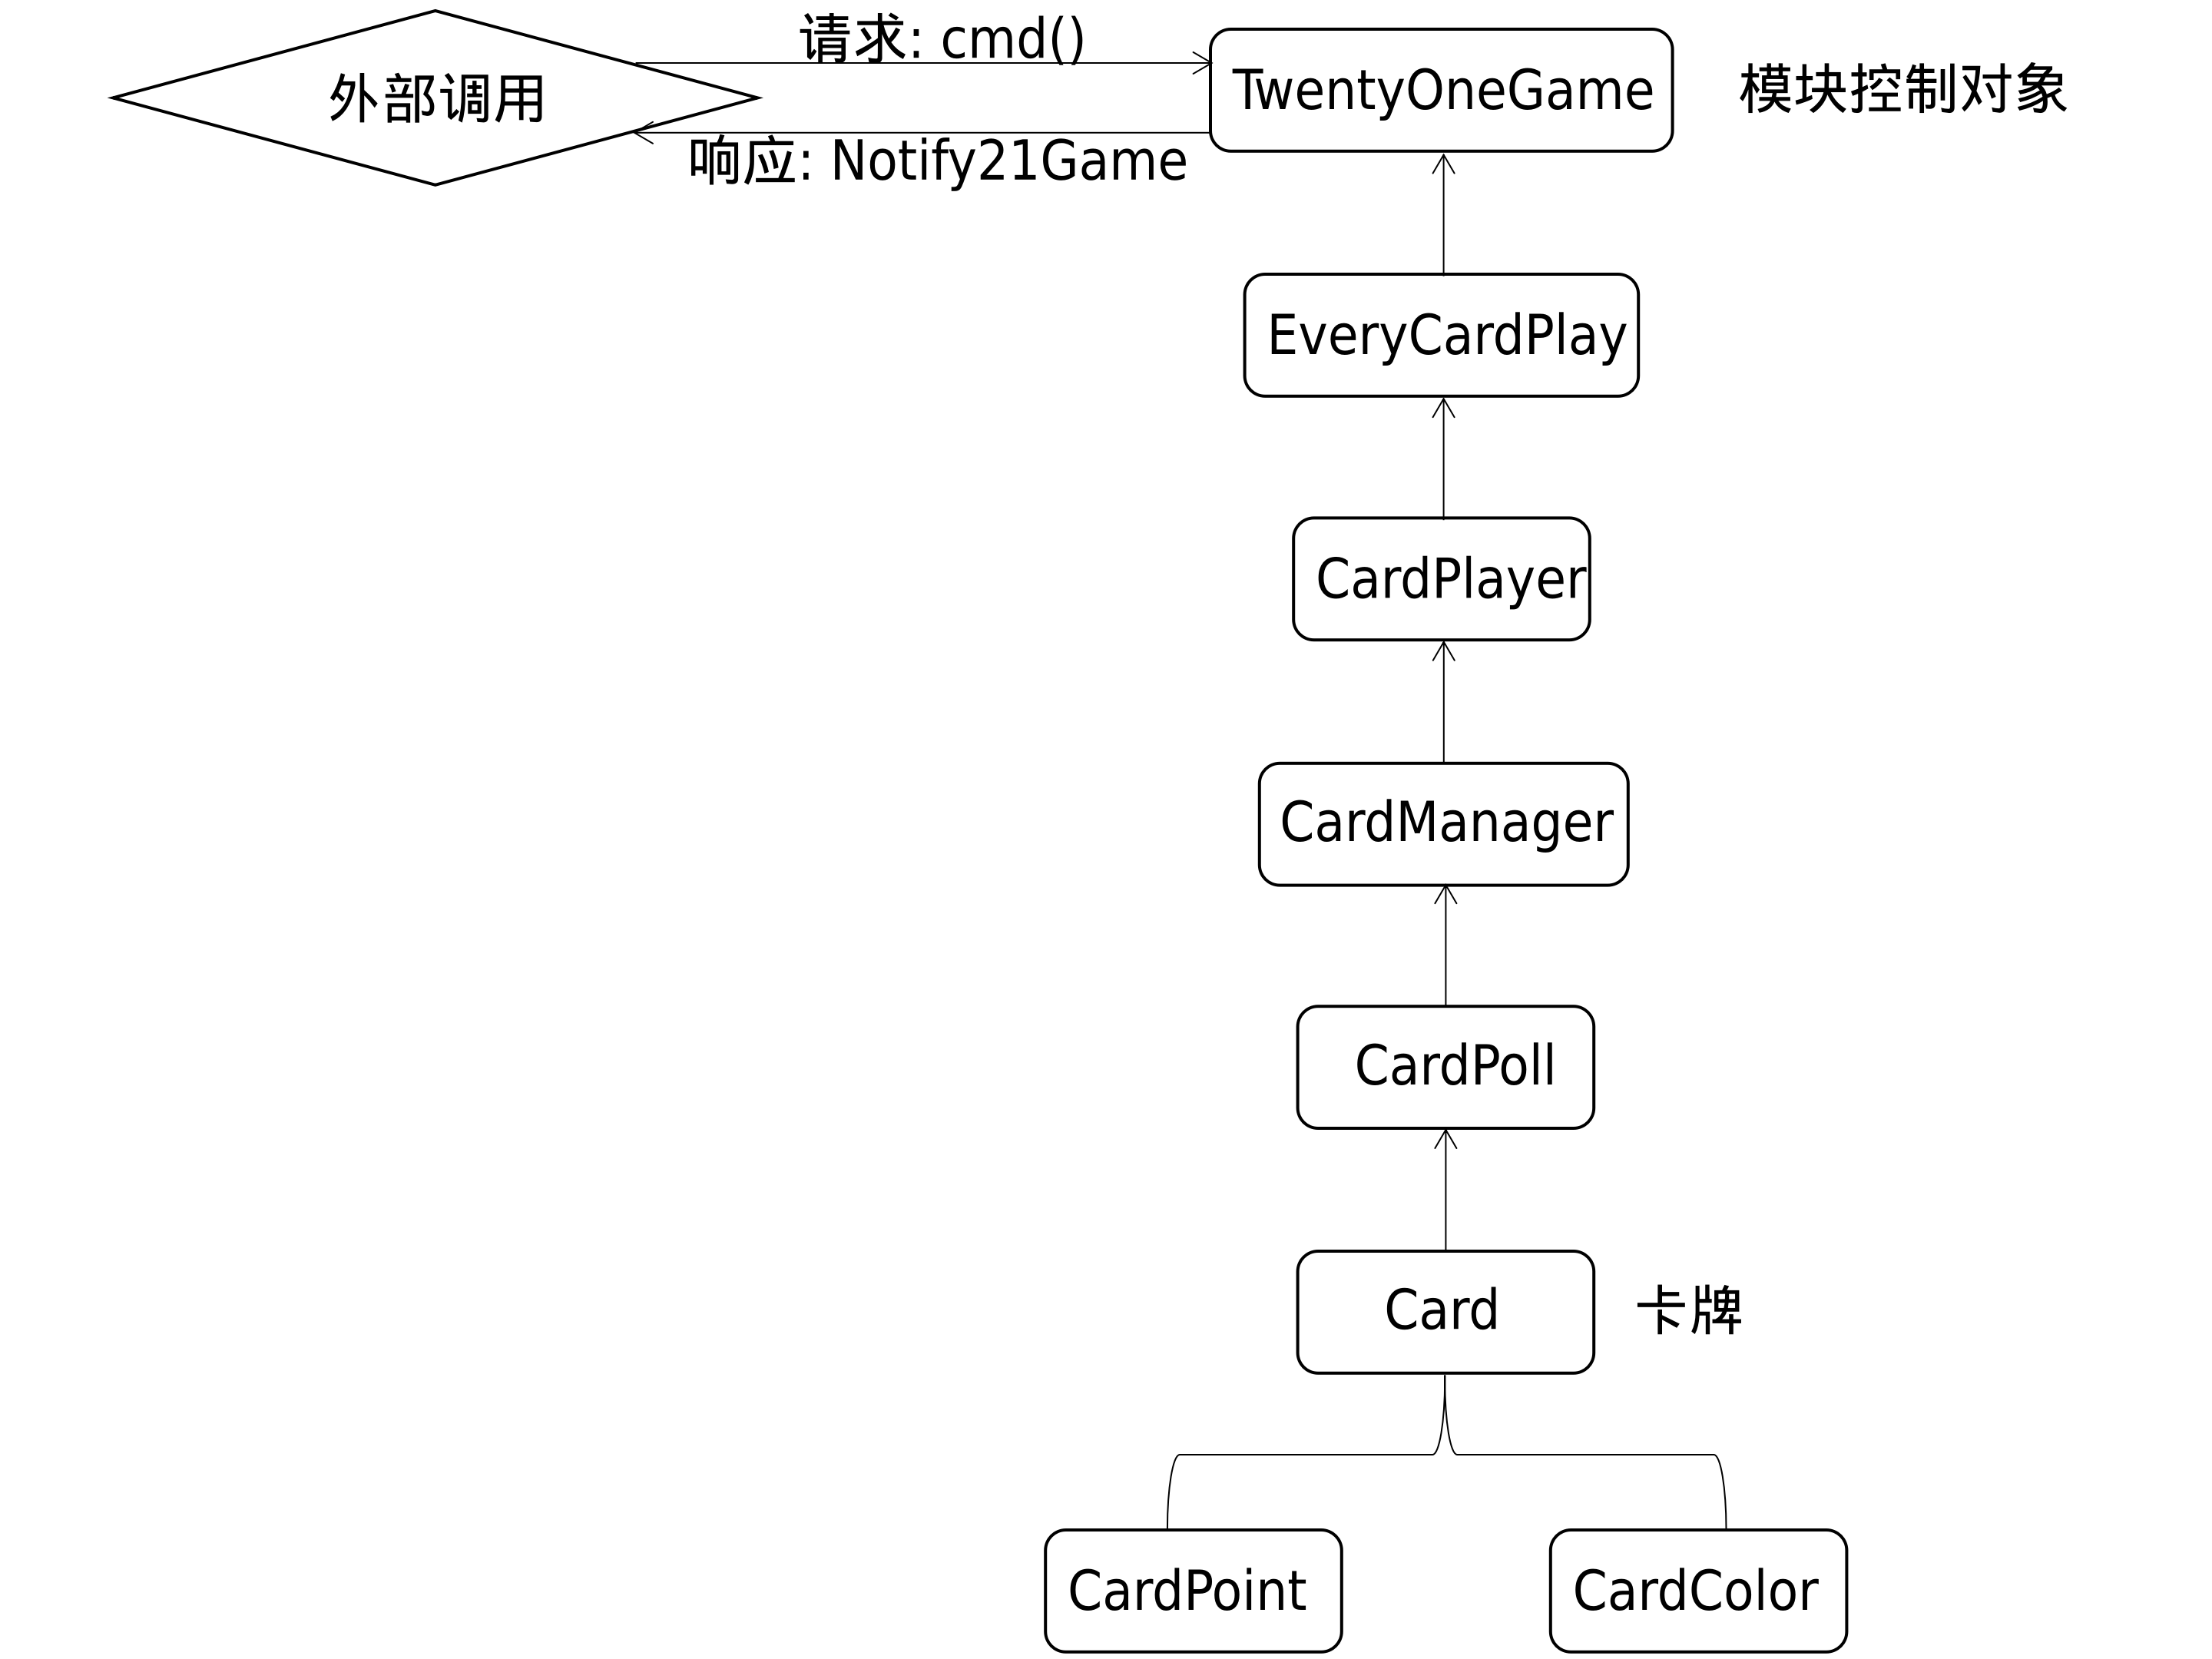 请求: cmd()
外部调用
TwentyOneGame
模块控制对象
响应: Notify21Game
EveryCardPlay
CardPlayer
CardManager
CardPoll
Card
卡牌
CardPoint
CardColor